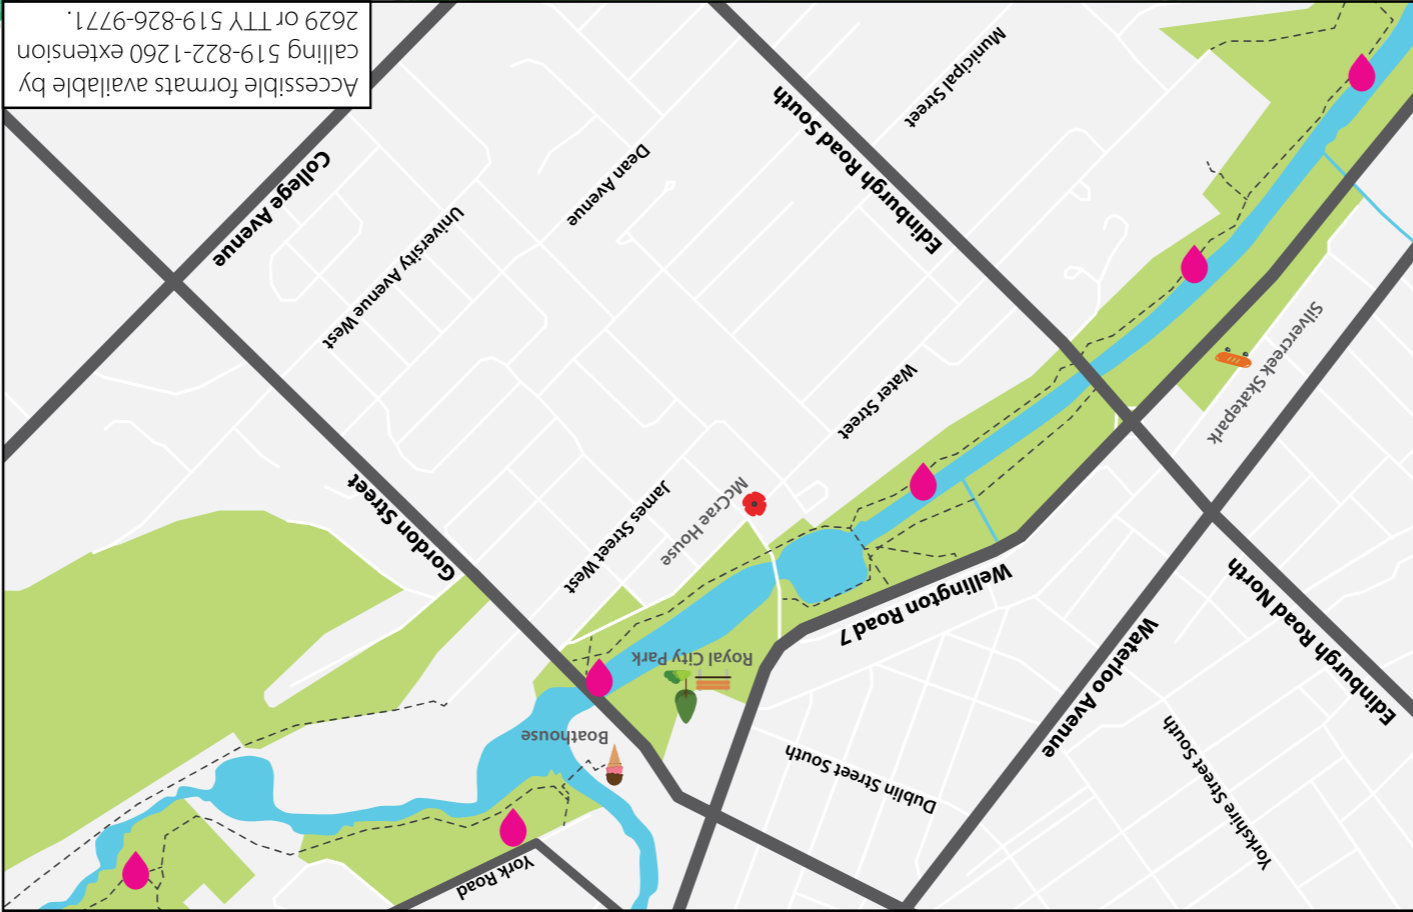 Accessible formats available by
calling 519-822-1260 extension
2629 or TTY 519-826-9771.
York Road
Yorkshire Street South
Dublin Street South
Boathouse
Royal City Park
Edinburgh Road North
Waterloo Avenue
Wellington Road 7
James Street West
McCrae House
Gordon Street
Silvercreek Skatepark
Water Street
University Avenue West
College Avenue
Dean Avenue
Edinburgh Road South
Municipal Street